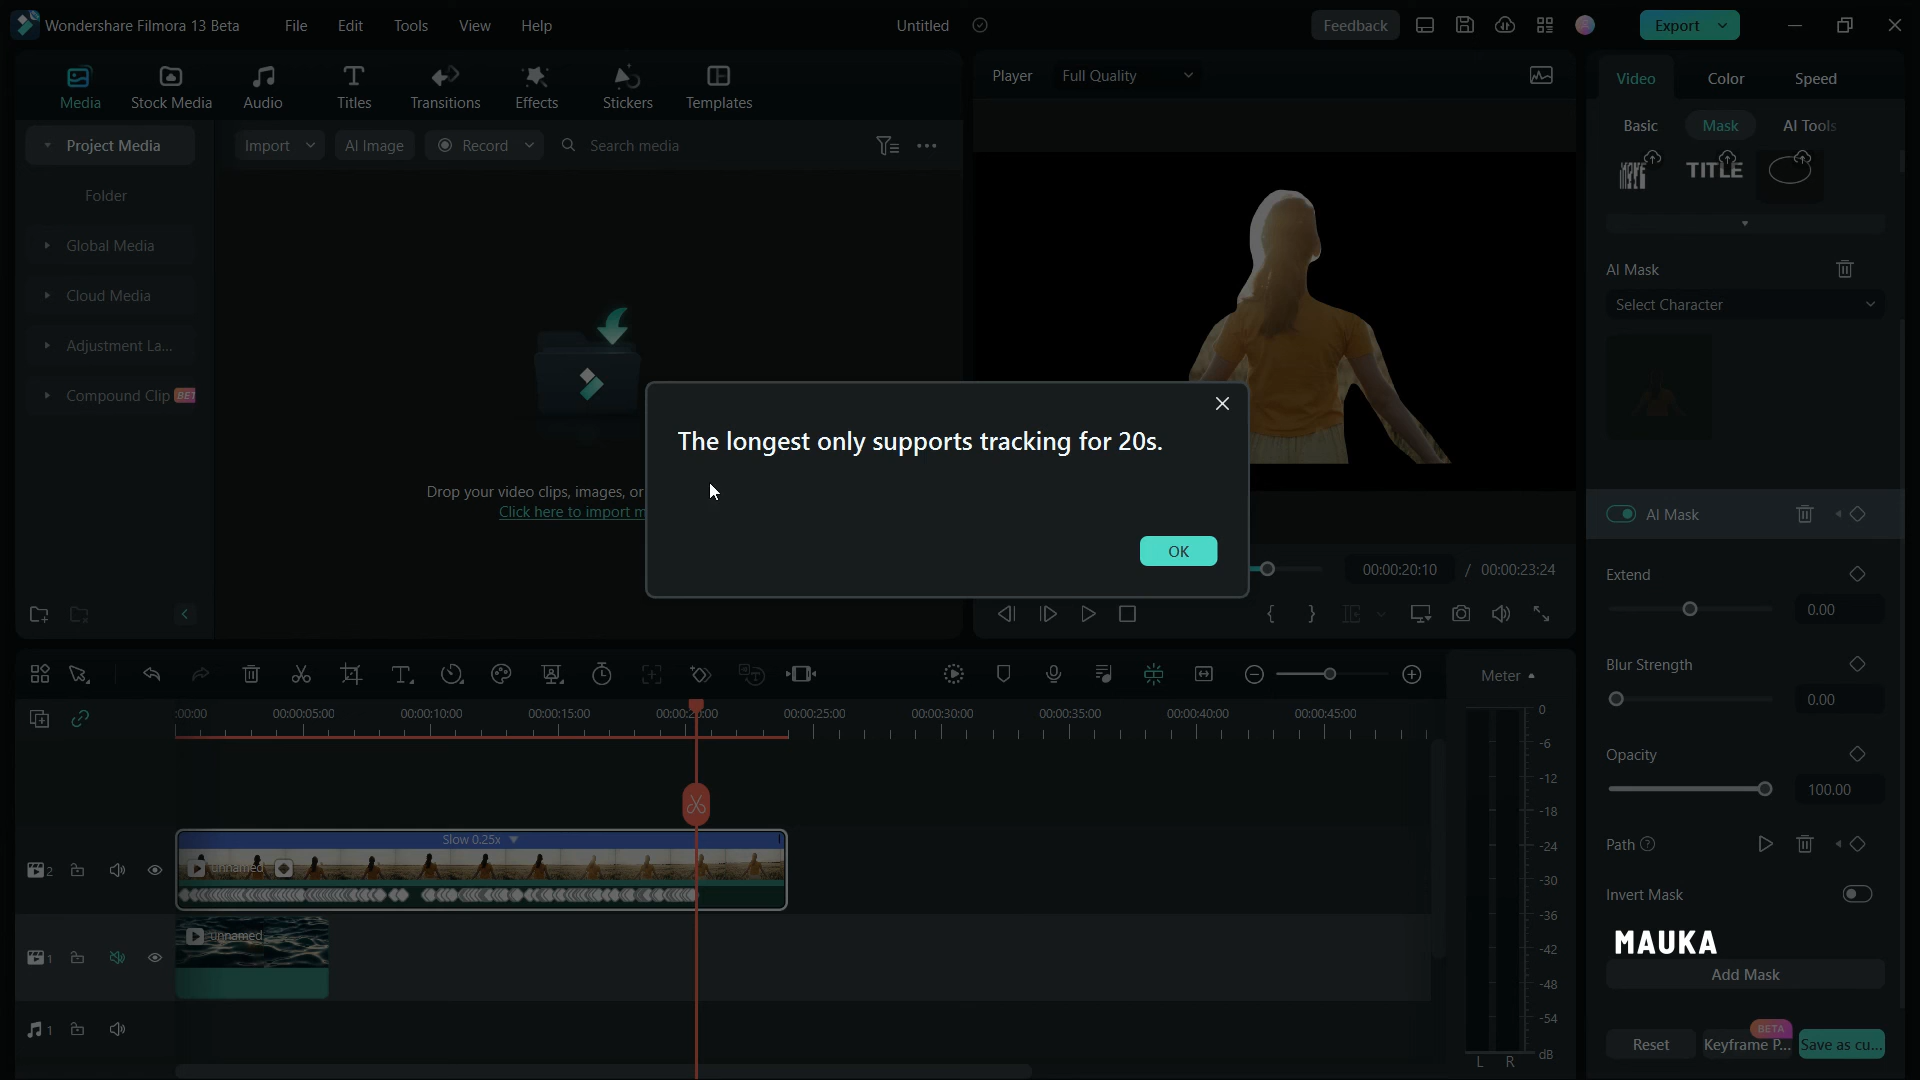 Wondershare Filmora 13 Beta
File
Edit
Tools
View
Help
Untitled
Feedback
Export
Media
Stock Media
Audio
Titles
Transitions
Effects
Stickers
Templates
Player
Full Quality
Video
Color
Speed
Project Media
Import
AI Image
Record
Search media
Basic
Mask
AI Tools
TITLE
Folder
Global Media
Cloud Media
Adjustment La...
Compound Clip
AI Mask
Select Character
The longest only supports tracking for 20s.
OK
Drop your video clips, images, or
Click here to import m
AI Mask
00:00:20:10 / 00:00:23:24
Extend
0.00
Blur Strength
0.00
Opacity
100.00
Path
Invert Mask
MAUKA
Add Mask
BETA
Reset
Keyframe P...
Save as cu...
Meter
:00:00
00:00:05:00
00:00:10:00
00:00:15:00
00:00:25:00
00:00:30:00
00:00:35:00
00:00:40:00
00:00:45:00
Slow 0.25x
unnamed
2
unnamed
1
1
0
-6
-12
-18
-24
-30
-36
-42
-48
-54
dB
L R